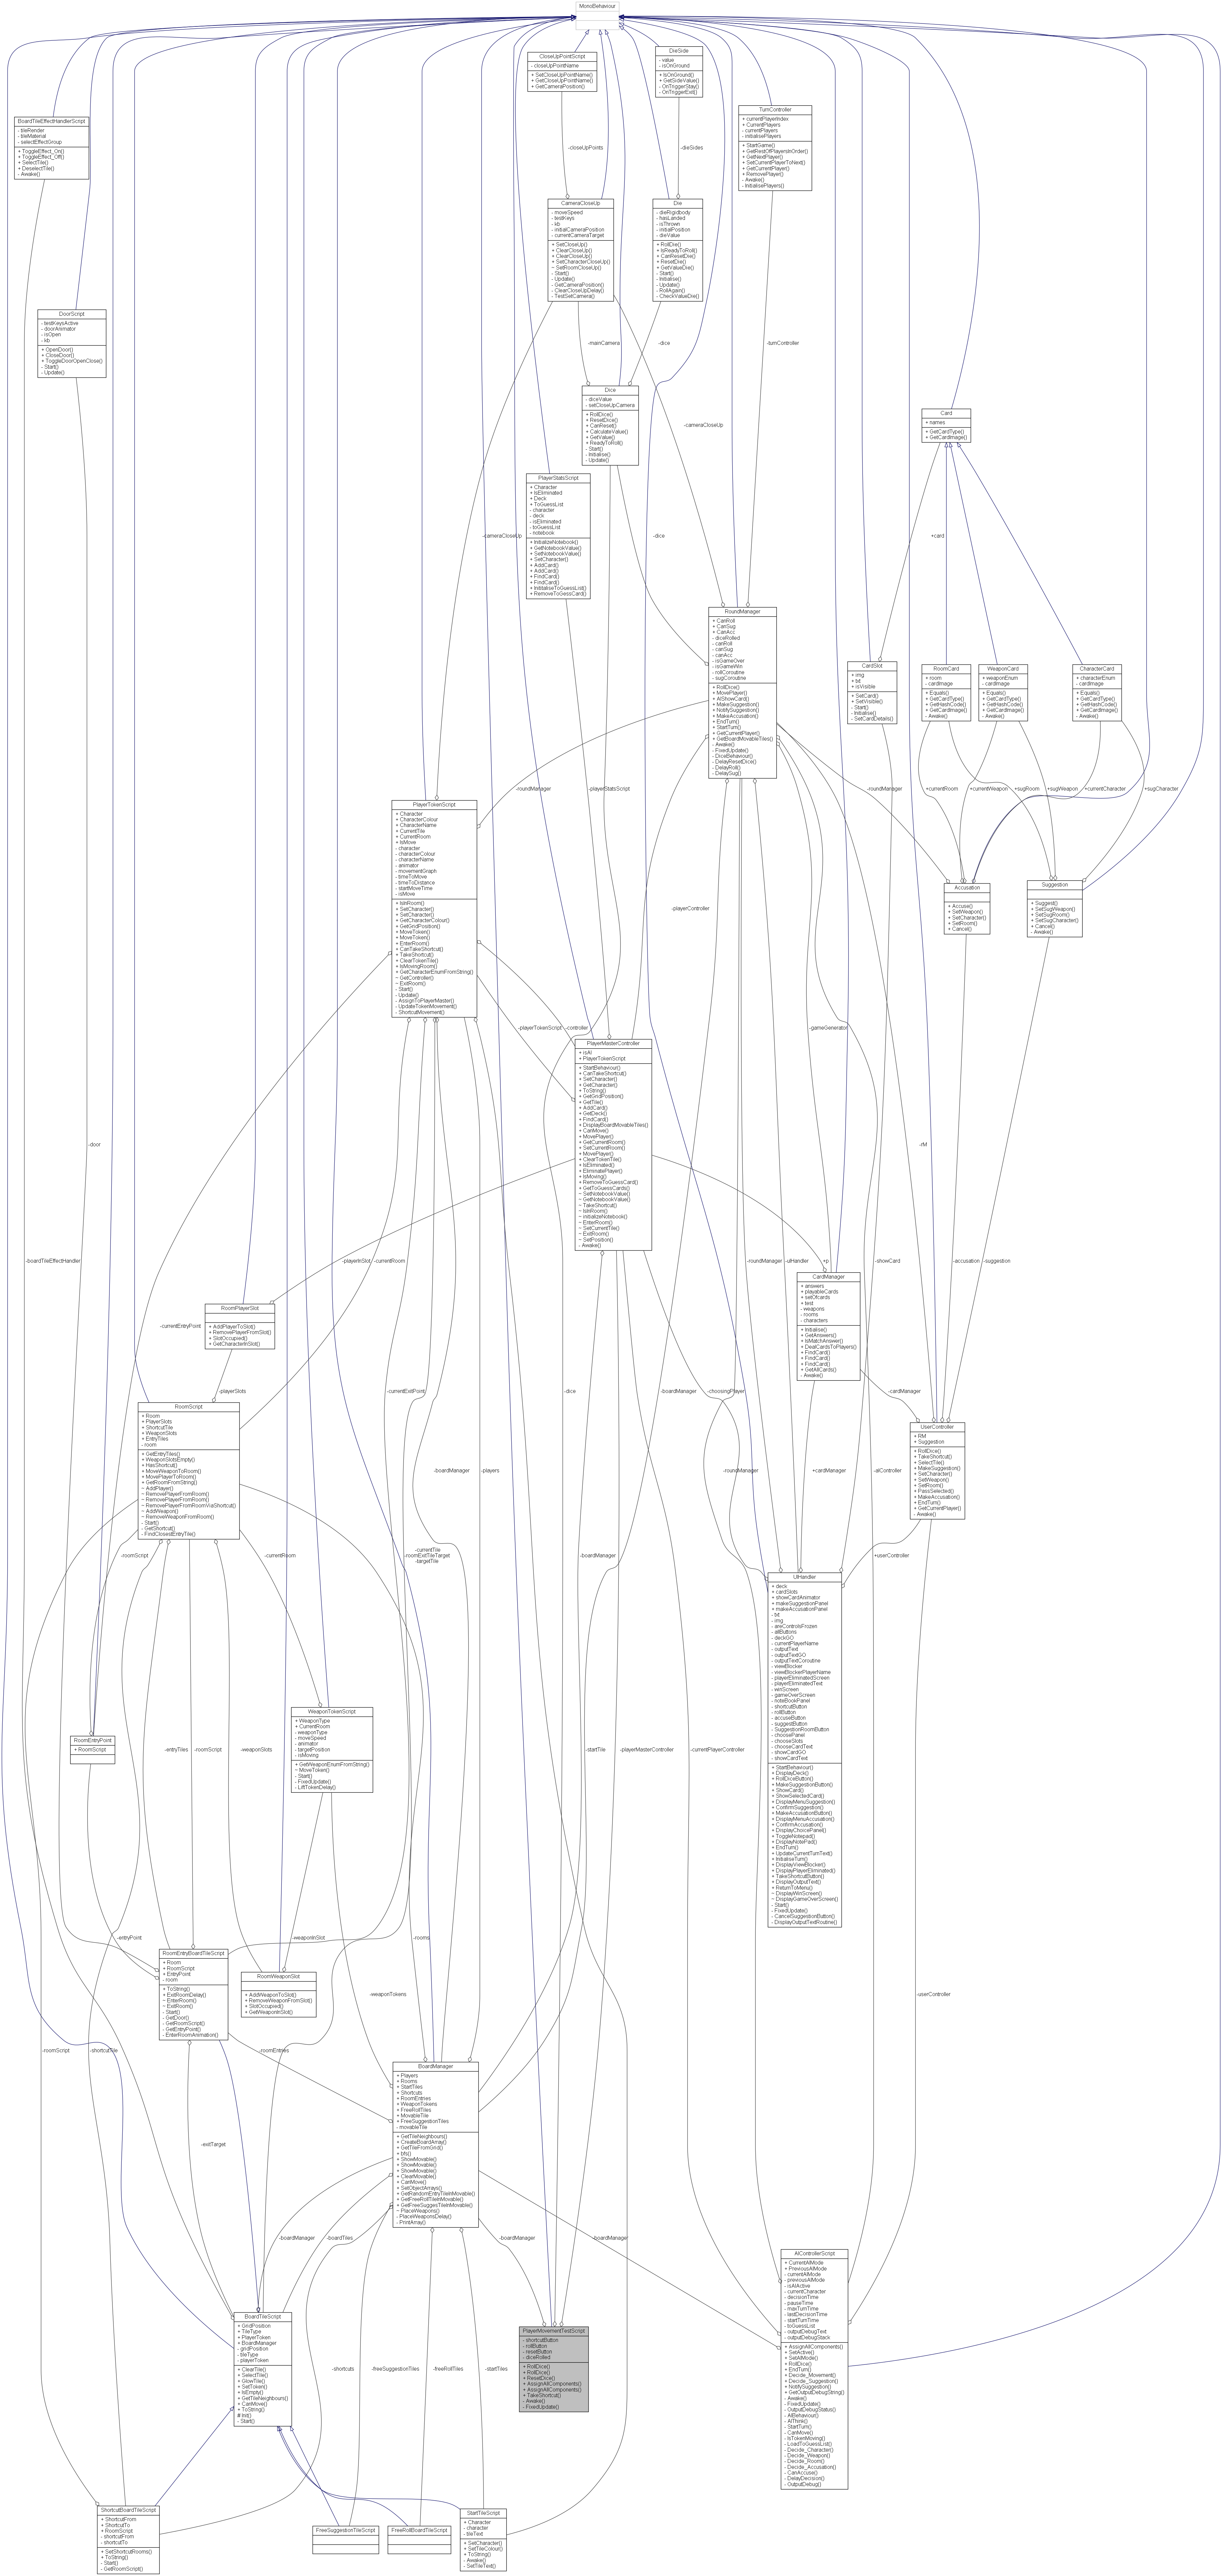 MonoBehaviour
CloseUpPointScript
- closeUpPointName
+ SetCloseUpPointName()
+ GetCloseUpPointName()
+ GetCameraPosition()
DieSide
- value
- isOnGround
+ IsOnGround()
+ GetSideValue()
- OnTriggerStay()
- OnTriggerExit()
TurnController
+ currentPlayerIndex
+ CurrentPlayers
- currentPlayers
- initialisePlayers
+ StartGame()
+ GetRestOfPlayersInOrder()
+ GetNextPlayer()
+ SetCurrentPlayerToNext()
+ GetCurrentPlayer()
+ RemovePlayer()
- Awake()
- InitialisePlayers()
BoardTileEffectHandlerScript
- tileRender
- tileMaterial
- selectEffectGroup
+ ToggleEffect_On()
+ ToggleEffect_Off()
+ SelectTile()
+ DeselectTile()
- Awake()
-closeUpPoints
-dieSides
CameraCloseUp
- moveSpeed
- testKeys
- kb
- initialCameraPosition
- currentCameraTarget
+ SetCloseUp()
+ ClearCloseUp()
+ ClearCloseUp()
+ SetCharacterCloseUp()
~ SetRoomCloseUp()
- Start()
- Update()
- GetCameraPosition()
- ClearCloseUpDelay()
- TestSetCamera()
Die
- dieRigidbody
- hasLanded
- isThrown
- initialPosition
- dieValue
+ RollDie()
+ IsReadyToRoll()
+ CanResetDie()
+ ResetDie()
+ GetValueDie()
- Start()
- Initialise()
- Update()
- RollAgain()
- CheckValueDie()
DoorScript
- testKeysActive
- doorAnimator
- isOpen
- kb
+ OpenDoor()
+ CloseDoor()
+ ToggleDoorOpenClose()
- Start()
- Update()
-mainCamera
-dice
-turnController
Dice
- diceValue
- setCloseUpCamera
+ RollDice()
+ ResetDice()
+ CanReset()
+ CalculateValue()
+ GetValue()
+ ReadyToRoll()
- Start()
- Initialise()
- Update()
-cameraCloseUp
Card
+ names
+ GetCardType()
+ GetCardImage()
PlayerStatsScript
+ Character
+ IsEliminated
+ Deck
+ ToGuessList
- character
- deck
- isEliminated
- toGuessList
- notebook
+ InitializeNotebook()
+ GetNotebookValue()
+ SetNotebookValue()
+ SetCharacter()
+ AddCard()
+ AddCard()
+ FindCard()
+ FindCard()
+ InitialiseToGuessList()
+ RemoveToGessCard()
-cameraCloseUp
-dice
+card
RoundManager
+ CanRoll
+ CanSug
+ CanAcc
- diceRolled
- canRoll
- canSug
- canAcc
- isGameOver
- isGameWin
- rollCoroutine
- sugCoroutine
+ RollDice()
+ MovePlayer()
+ AIShowCard()
+ MakeSuggestion()
+ NotifySuggestion()
+ MakeAccusation()
+ EndTurn()
+ StartTurn()
+ GetCurrentPlayer()
+ GetBoardMovableTiles()
- Awake()
- FixedUpdate()
- DiceBehaviour()
- DelayResetDice()
- DelayRoll()
- DelaySug()
CardSlot
+ img
+ txt
+ isVisible
+ SetCard()
+ SetVisible()
- Start()
- Initialise()
- SetCardDetails()
RoomCard
+ room
- cardImage
+ Equals()
+ GetCardType()
+ GetHashCode()
+ GetCardImage()
- Awake()
WeaponCard
+ weaponEnum
- cardImage
+ Equals()
+ GetCardType()
+ GetHashCode()
+ GetCardImage()
- Awake()
CharacterCard
+ characterEnum
- cardImage
+ Equals()
+ GetCardType()
+ GetHashCode()
+ GetCardImage()
- Awake()
-roundManager
-playerStatsScript
-roundManager
+currentRoom
+currentWeapon
+sugRoom
+sugWeapon
+currentCharacter
+sugCharacter
PlayerTokenScript
+ Character
+ CharacterColour
+ CharacterName
+ CurrentTile
+ CurrentRoom
+ IsMove
- character
- characterColour
- characterName
- animator
- movementGraph
- timeToMove
- timeToDistance
- startMoveTime
- isMove
+ IsInRoom()
+ SetCharacter()
+ SetCharacter()
+ GetCharacterColour()
+ GetGridPosition()
+ MoveToken()
+ MoveToken()
+ EnterRoom()
+ CanTakeShortcut()
+ TakeShortcut()
+ ClearTokenTile()
+ IsMovingRoom()
+ GetCharacterEnumFromString()
~ GetController()
~ ExitRoom()
- Start()
- Update()
- AssignToPlayerMaster()
- UpdateTokenMovement()
- ShortcutMovement()
Accusation
+ Accuse()
+ SetWeapon()
+ SetCharacter()
+ SetRoom()
+ Cancel()
Suggestion
+ Suggest()
+ SetSugWeapon()
+ SetSugRoom()
+ SetSugCharacter()
+ Cancel()
- Awake()
-playerController
-playerTokenScript
-controller
-gameGenerator
PlayerMasterController
+ isAI
+ PlayerTokenScript
+ StartBehaviour()
+ CanTakeShortcut()
+ SetCharacter()
+ GetCharacter()
+ ToString()
+ GetGridPosition()
+ GetTile()
+ AddCard()
+ GetDeck()
+ FindCard()
+ DisplayBoardMovableTiles()
+ CanMove()
+ MovePlayer()
+ GetCurrentRoom()
+ SetCurrentRoom()
+ MovePlayer()
+ ClearTokenTile()
+ IsEliminated()
+ EliminatePlayer()
+ IsMoving()
+ RemoveToGuessCard()
+ GetToGuessCards()
~ SetNotebookValue()
~ GetNotebookValue()
~ TakeShortcut()
~ IsInRoom()
~ initializeNotebook()
~ EnterRoom()
~ SetCurrentTile()
~ ExitRoom()
~ SetPosition()
- Awake()
-door
-rM
-boardTileEffectHandler
-playerInSlot
-currentRoom
-roundManager
-uiHandler
+p
-showCard
-accusation
-suggestion
CardManager
+ answers
+ playableCards
+ setOfcards
+ test
- weapons
- rooms
- characters
+ Initialise()
+ GetAnswers()
+ IsMatchAnswer()
+ DealCardsToPlayers()
+ FindCard()
+ FindCard()
+ FindCard()
+ GetAllCards()
- Awake()
RoomPlayerSlot
+ AddPlayerToSlot()
+ RemovePlayerFromSlot()
+ SlotOccupied()
+ GetCharacterInSlot()
-currentEntryPoint
-playerSlots
-currentExitPoint
-dice
-boardManager
-choosingPlayer
-cardManager
RoomScript
+ Room
+ PlayerSlots
+ ShortcutTile
+ WeaponSlots
+ EntryTiles
- room
+ GetEntryTiles()
+ WeaponSlotsEmpty()
+ HasShortcut()
+ MoveWeaponToRoom()
+ MovePlayerToRoom()
+ GetRoomFromString()
~ AddPlayer()
~ RemovePlayerFromRoom()
~ RemovePlayerFromRoom()
~ RemovePlayerFromRoomViaShortcut()
~ AddWeapon()
~ RemoveWeaponFromRoom()
- Start()
- GetShortcut()
- FindClosestEntryTile()
UserController
+ RM
+ Suggestion
+ RollDice()
+ TakeShortcut()
+ SelectTile()
+ MakeSuggestion()
+ SetCharacter()
+ SetWeapon()
+ SetRoom()
+ PassSelected()
+ MakeAccusation()
+ EndTurn()
+ GetCurrentPlayer()
- Awake()
-boardManager
-players
-roundManager
+cardManager
-aiController
-roomScript
-currentRoom
-currentTile
-roomExitTileTarget
-targetTile
-boardManager
+userController
UIHandler
+ deck
+ cardSlots
+ showCardAnimator
+ makeSuggestionPanel
+ makeAccusationPanel
- txt
- img
- areControlsFrozen
- allButtons
- deckGO
- currentPlayerName
- outputText
- outputTextGO
- outputTextCoroutine
- viewBlocker
- viewBlockerPlayerName
- playerEliminatedScreen
- playerEliminatedText
- winScreen
- gameOverScreen
- noteBookPanel
- shortcutButton
- rollButton
- accuseButton
- suggestButton
- SuggestionRoomButton
- choosePanel
- chooseSlots
- chooseCardText
- showCardGO
- showCardText
+ StartBehaviour()
+ DisplayDeck()
+ RollDiceButton()
+ MakeSuggestionButton()
+ ShowCard()
+ ShowSelectedCard()
+ DisplayMenuSuggestion()
+ ConfirmSuggestion()
+ MakeAccusationButton()
+ DisplayMenuAccusation()
+ ConfirmAccusation()
+ DisplayChoicePanel()
+ ToggleNotepad()
+ DisplayNotePad()
+ EndTurn()
+ UpdateCurrentTurnText()
+ InitialiseTurn()
+ DisplayViewBlocker()
+ DisplayPlayerEliminated()
+ TakeShortcutButton()
+ DisplayOutputText()
+ ReturnToMenu()
~ DisplayWinScreen()
~ DisplayGameOverScreen()
- Start()
- FixedUpdate()
- CancelSuggestionButton()
- DisplayOutputTextRoutine()
RoomEntryPoint
+ RoomScript
WeaponTokenScript
+ WeaponType
+ CurrentRoom
- weaponType
- moveSpeed
- animator
- targetPosition
- isMoving
+ GetWeaponEnumFromString()
~ MoveToken()
- Start()
- FixedUpdate()
- LiftTokenDelay()
-entryTiles
-roomScript
-weaponSlots
-startTile
-playerMasterController
-currentPlayerController
-entryPoint
-weaponInSlot
-rooms
RoomEntryBoardTileScript
+ Room
+ RoomScript
+ EntryPoint
- room
+ ToString()
+ ExitRoomDelay()
~ EnterRoom()
~ ExitRoom()
- Start()
- GetDoor()
- GetRoomScript()
- GetEntryPoint()
- EnterRoomAnimation()
RoomWeaponSlot
+ AddWeaponToSlot()
+ RemoveWeaponFromSlot()
+ SlotOccupied()
+ GetWeaponInSlot()
-weaponTokens
-userController
-roomScript
-shortcutTile
-roomEntries
BoardManager
+ Players
+ Rooms
+ StartTiles
+ Shortcuts
+ RoomEntries
+ WeaponTokens
+ FreeRollTiles
+ MovableTile
+ FreeSuggestionTiles
- movableTile
+ GetTileNeighbours()
+ CreateBoardArray()
+ GetTileFromGrid()
+ bfs()
+ ShowMovable()
+ ShowMovable()
+ ShowMovable()
+ ClearMovable()
+ CanMove()
+ SetObjectArrays()
+ GetRandomEntryTileInMovable()
+ GetFreeRollTileInMovable()
+ GetFreeSuggesTileInMovable()
~ PlaceWeapons()
- PlaceWeaponsDelay()
- PrintArray()
-exitTarget
-boardManager
-boardTiles
-boardManager
-boardManager
AIControllerScript
+ CurrentAIMode
+ PreviousAIMode
- currentAIMode
- previousAIMode
- isAIActive
- currentCharacter
- decisionTime
- pauseTime
- maxTurnTime
- lastDecisionTime
- startTurnTime
- toGuessList
- outputDebugText
- outputDebugStack
+ AssignAllComponents()
+ SetActive()
+ SetAIMode()
+ RollDice()
+ EndTurn()
+ Decide_Movement()
+ Decide_Suggestion()
+ NotifySuggestion()
+ GetOutputDebugString()
- Awake()
- FixedUpdate()
- OutputDebugStatus()
- AIBehaviour()
- AIThink()
- StartTurn()
- CanMove()
- IsTokenMoving()
- LoadToGuessList()
- Decide_Character()
- Decide_Weapon()
- Decide_Room()
- Decide_Accusation()
- CanAccuse()
- DelayDecision()
- OutputDebug()
BoardTileScript
+ GridPosition
+ TileType
+ PlayerToken
+ BoardManager
- gridPosition
- tileType
- playerToken
+ ClearTile()
+ SelectTile()
+ GlowTile()
+ SetToken()
+ IsEmpty()
+ GetTileNeighbours()
+ CanMove()
+ ToString()
# Init()
- Start()
PlayerMovementTestScript
- shortcutButton
- rollButton
- resetButton
- diceRolled
+ RollDice()
+ RollDice()
+ ResetDice()
+ AssignAllComponents()
+ AssignAllComponents()
+ TakeShortcut()
- Awake()
- FixedUpdate()
-shortcuts
-freeSuggestionTiles
-freeRollTiles
-startTiles
ShortcutBoardTileScript
+ ShortcutFrom
+ ShortcutTo
+ RoomScript
- shortcutFrom
- shortcutTo
+ SetShortcutRooms()
+ ToString()
- Start()
- GetRoomScript()
FreeSuggestionTileScript
FreeRollBoardTileScript
StartTileScript
+ Character
- character
- tileText
+ SetCharacter()
+ SetTileColour()
+ ToString()
- Awake()
- SetTileText()